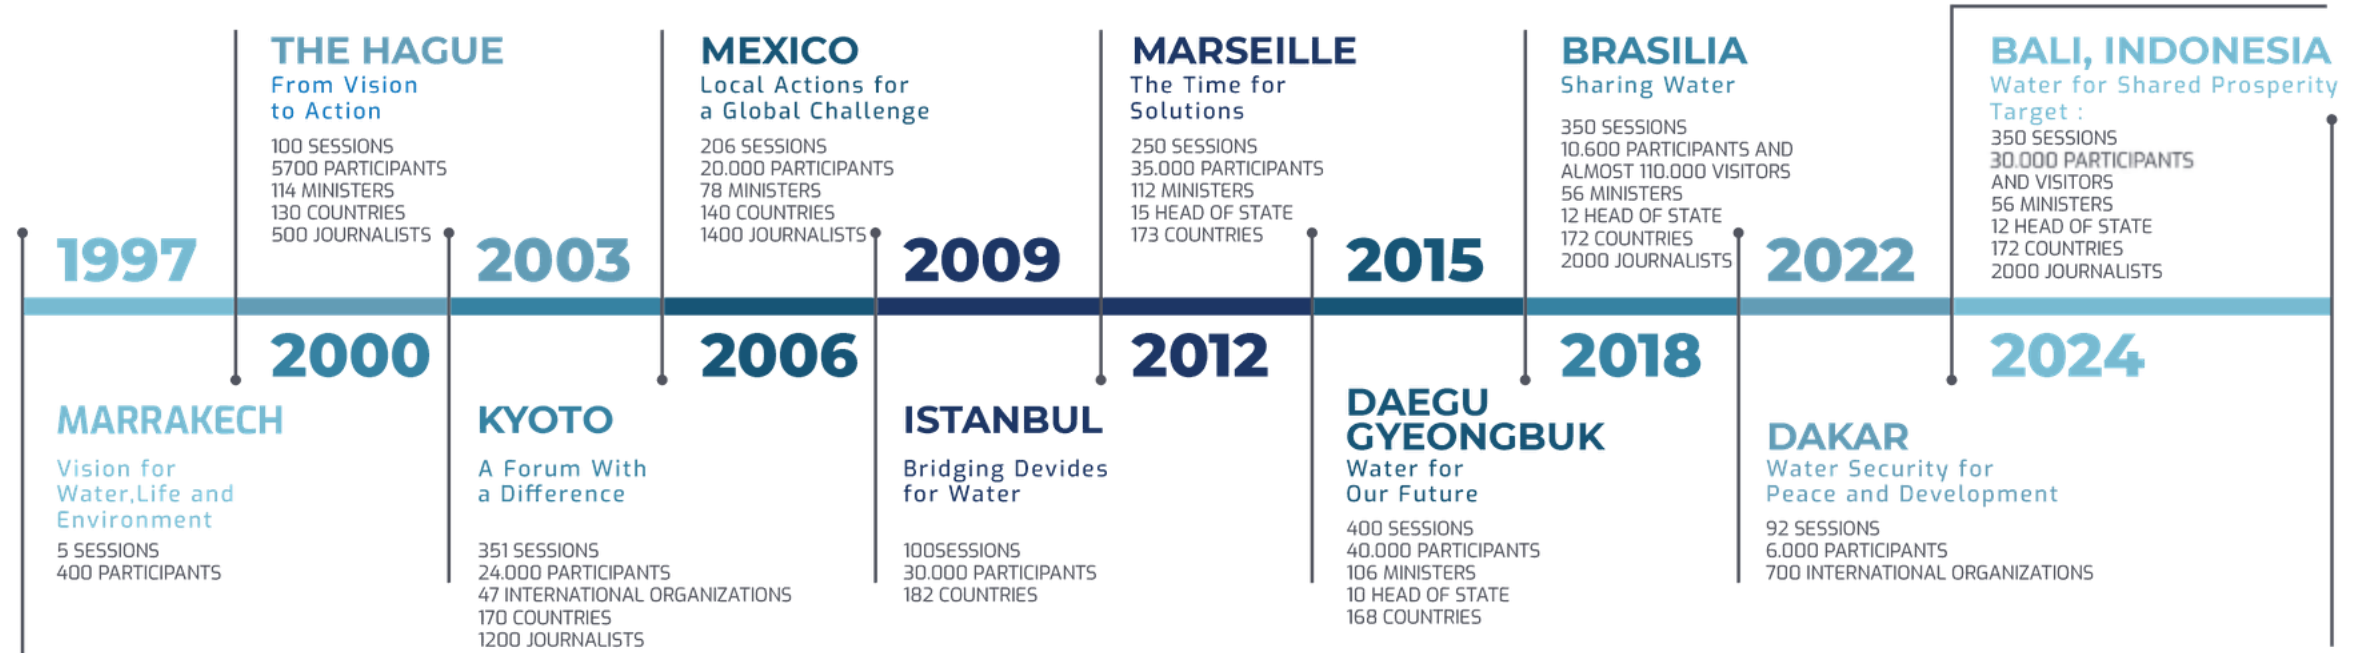 1997
MARRAKECH
Vision for
Water,Life and
Environment
5 SESSIONS
400 PARTICIPANTS
THE HAGUE
From Vision
to Action
100 SESSIONS
5700 PARTICIPANTS
114 MINISTERS
130 COUNTRIES
500 JOURNALISTS
2000
2003
KYOTO
A Forum With
a Difference
351 SESSIONS
24.000 PARTICIPANTS
47 INTERNATIONAL ORGANIZATIONS
170 COUNTRIES
1200 JOURNALISTS
MEXICO
Local Actions for
a Global Challenge
206 SESSIONS
20.000 PARTICIPANTS
78 MINISTERS
140 COUNTRIES
1400 JOURNALISTS
2006
2009
ISTANBUL
Bridging Devides
for Water
100SESSIONS
30.000 PARTICIPANTS
182 COUNTRIES
MARSEILLE
The Time for
Solutions
250 SESSIONS
35.000 PARTICIPANTS
112 MINISTERS
15 HEAD OF STATE
173 COUNTRIES
2012
2015
DAEGU
GYEONGBUK
Water for
Our Future
400 SESSIONS
40.000 PARTICIPANTS
106 MINISTERS
10 HEAD OF STATE
168 COUNTRIES
BRASILIA
Sharing Water
350 SESSIONS
10.600 PARTICIPANTS AND
ALMOST 110.000 VISITORS
56 MINISTERS
12 HEAD OF STATE
172 COUNTRIES
2000 JOURNALISTS
2018
2022
DAKAR
Water Security for
Peace and Development
92 SESSIONS
6.000 PARTICIPANTS
700 INTERNATIONAL ORGANIZATIONS
BALI, INDONESIA
Water for Shared Prosperity
Target :
350 SESSIONS
30.000 PARTICIPANTS
AND VISITORS
56 MINISTERS
12 HEAD OF STATE
172 COUNTRIES
2000 JOURNALISTS
2024